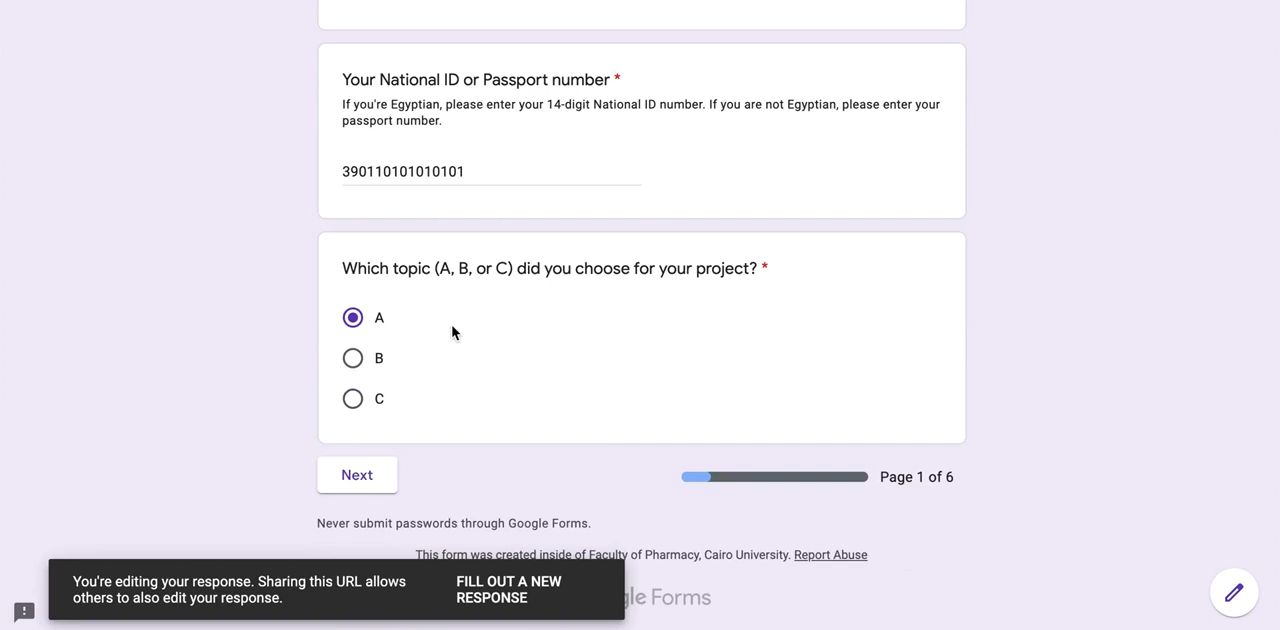 Your National ID or Passport number *
If you're Egyptian, please enter your 14-digit National ID number. If you are not Egyptian, please enter your
passport number.
390110101010101
Which topic (A, B, or C) did you choose for your project? *
A
B
C
Next
Page 1 of 6
Never submit passwords through Google Forms.
This form was created inside of Faculty of Pharmacy, Cairo University. Report Abuse
You're editing your response. Sharing this URL allows
others to also edit your response.
FILL OUT A NEW
RESPONSE
Forms